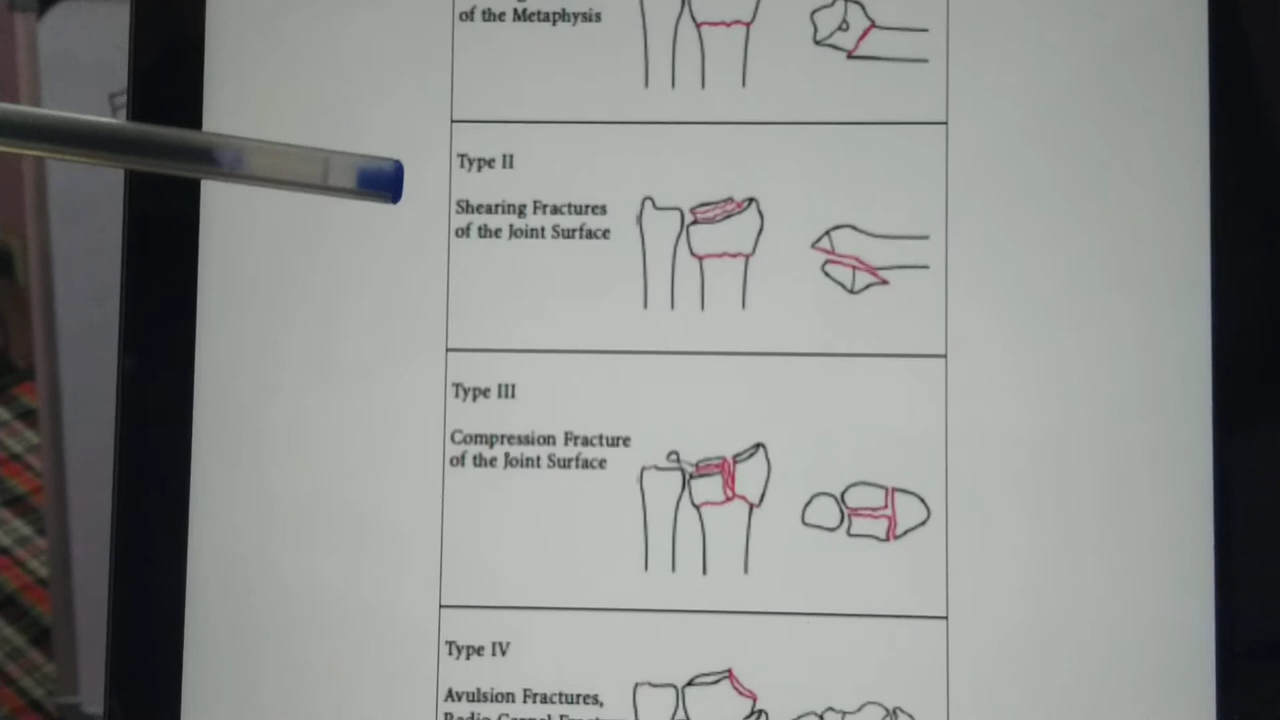 of the Metaphysis
Type II
Shearing Fractures
of the Joint Surface
Type III
Compression Fracture
of the Joint Surface
Type IV
Avulsion Fractures,